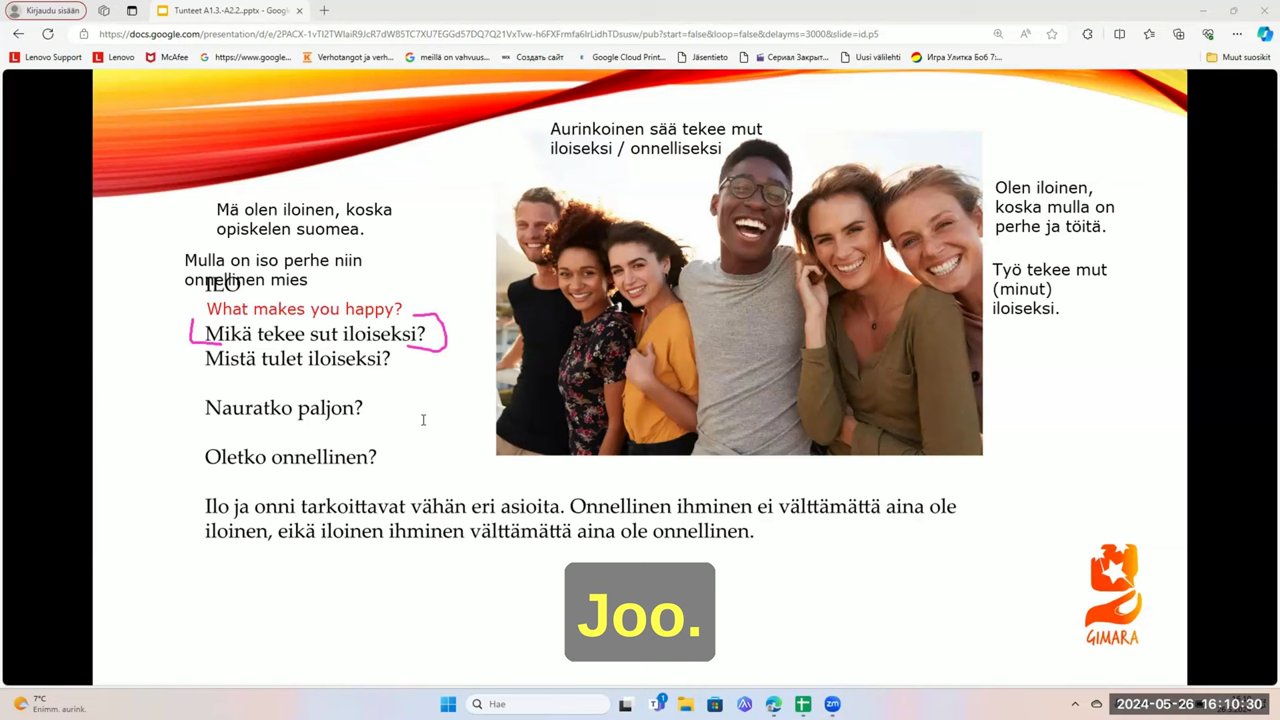 Kirjaudu sisään
Tunteet A1.3.-A2.2..pptx - Googl
https://docs.google.com/presentation/d/e/2PACX-1vTi2TWlaiR9JcR7dW85TC7XU7EGGd57DQ7Q21VxTvw-h6FXFrmfa6lrLidhTDsusw/pub?start=false&loop=false&delayms=3000&slide=id.p5
Lenovo Support
Lenovo
McAfee
https://www.google...
Verhotangot ja verh...
meillä on vahvuus...
Создать сайт
Google Cloud Print...
Jäsentieto
Сериал Закрыт...
Uusi välilehti
Игра Улитка Боб 7:...
Muut suosikit
Aurinkoinen sää tekee mut
iloiseksi / onnelliseksi
Olen iloinen,
koska mulla on
perhe ja töitä.
Työ tekee mut
(minut)
iloiseksi.
Mä olen iloinen, koska
opiskelen suomea.
Mulla on iso perhe niin
onnellinen mies
ILO
What makes you happy?
Mikä tekee sut iloiseksi?
Mistä tulet iloiseksi?
Nauratko paljon?
Oletko onnellinen?
Ilo ja onni tarkoittavat vähän eri asioita. Onnellinen ihminen ei välttämättä aina ole
iloinen, eikä iloinen ihminen välttämättä aina ole onnellinen.
GIMARA
Joo.
7°C
Enimm. aurink.
Hae
2024-05-26 16:10:30